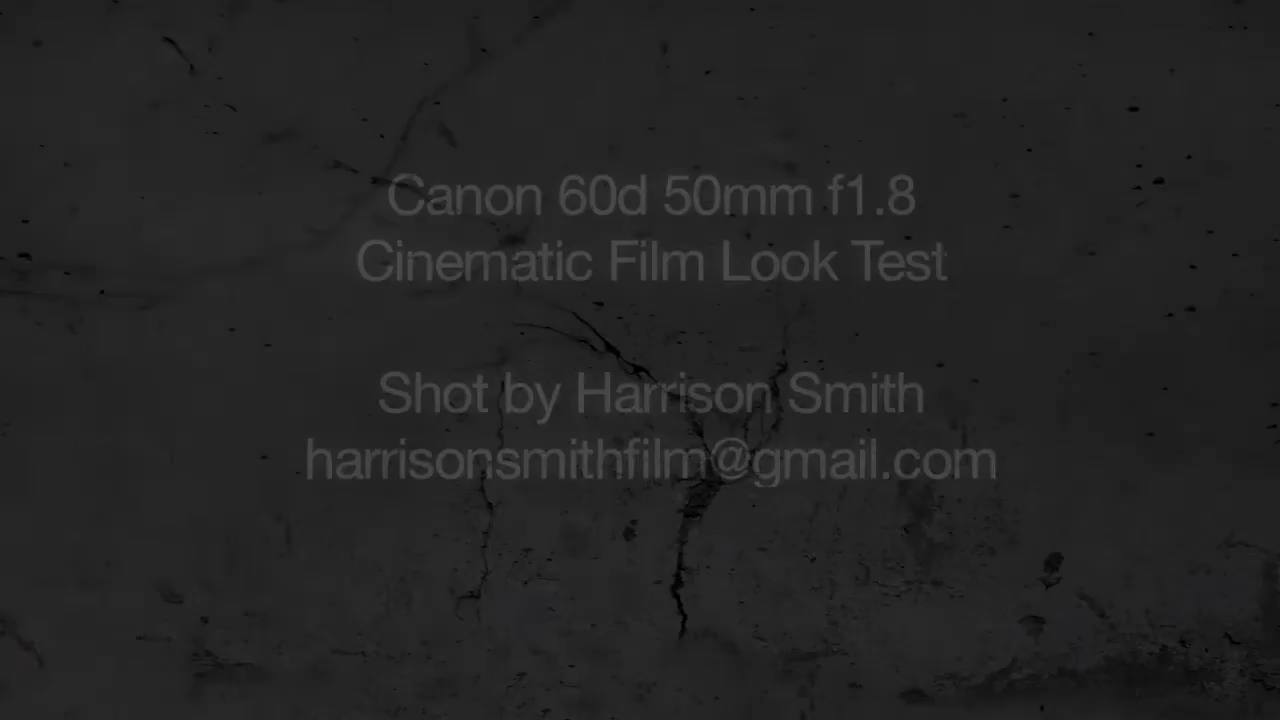 Canon 60d 50mm f1.8
Cinematic Film Look Test
Shot by Harrison Smith
harrisonsmithfilm@gmail.com